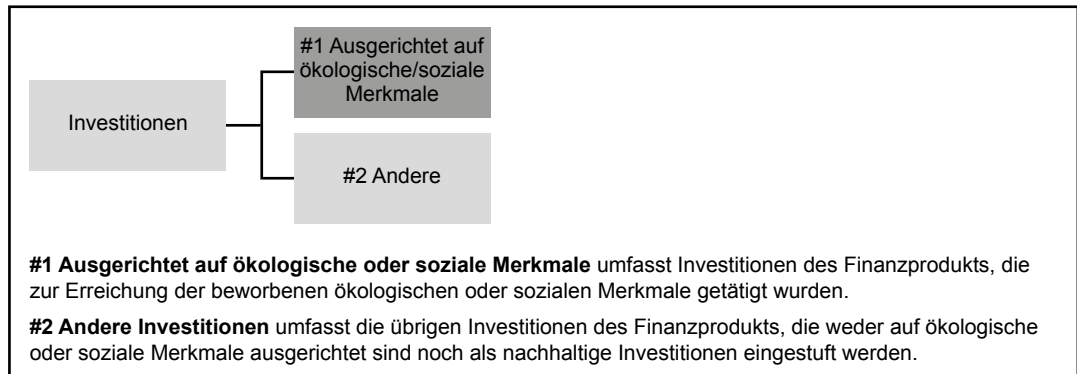 #1 Ausgerichtet auf
ökologische/soziale
Merkmale
Investitionen
#2 Andere
#1 Ausgerichtet auf ökologische oder soziale Merkmale umfasst Investitionen des Finanzprodukts, die
zur Erreichung der beworbenen ökologischen oder sozialen Merkmale getätigt wurden.
#2 Andere Investitionen umfasst die übrigen Investitionen des Finanzprodukts, die weder auf ökologische
oder soziale Merkmale ausgerichtet sind noch als nachhaltige Investitionen eingestuft werden.